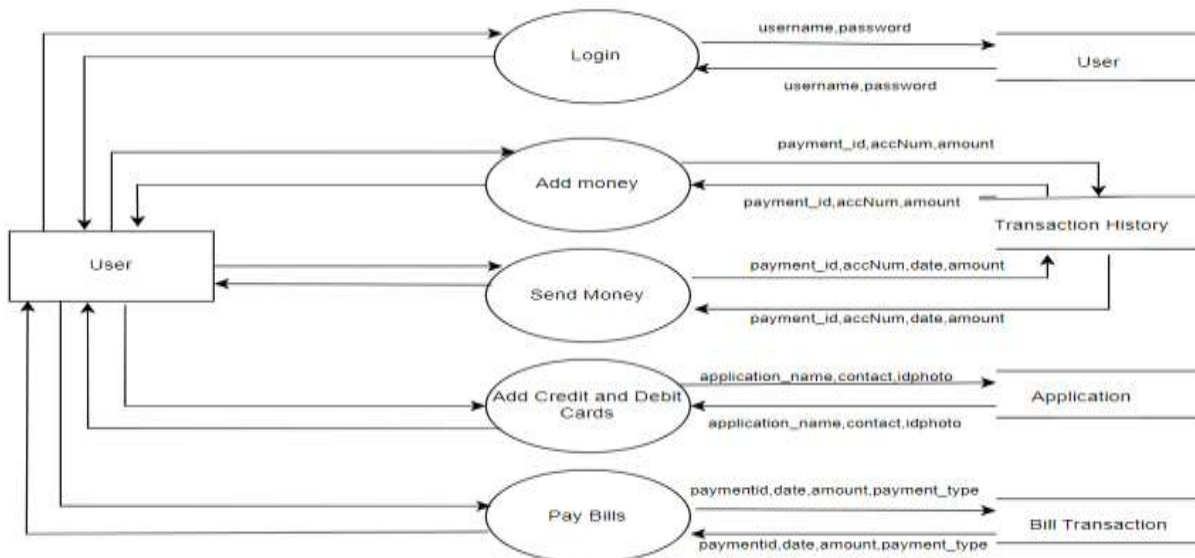 username,password
Login
User
username,password
payment_id,accNum,amount
Add money
payment_id,accNum,amount
Transaction History
User
payment_id,accNum,date,amount
Send Money
payment_id,accNum,date,amount
application_name,contact,idphoto
Add Credit and Debit
Cards
Application
application_name,contact,idphoto
paymentid,date,amount,payment_type
Pay Bills
Bill Transaction
paymentid,date,amount,payment_type